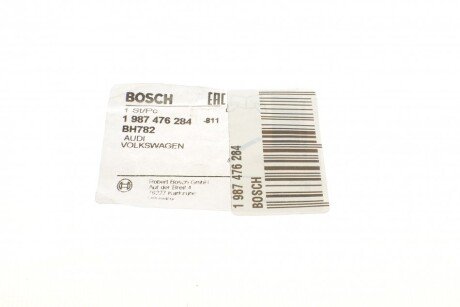 BOSCH EAC
1 St/Pc
1 987 476 284 -811
BH782
AUDI
VOLKSWAGEN
Robert Bosch GmbH
Auf der Breit 4
76227 Karlsruhe
1 987 476 284
BOSCH